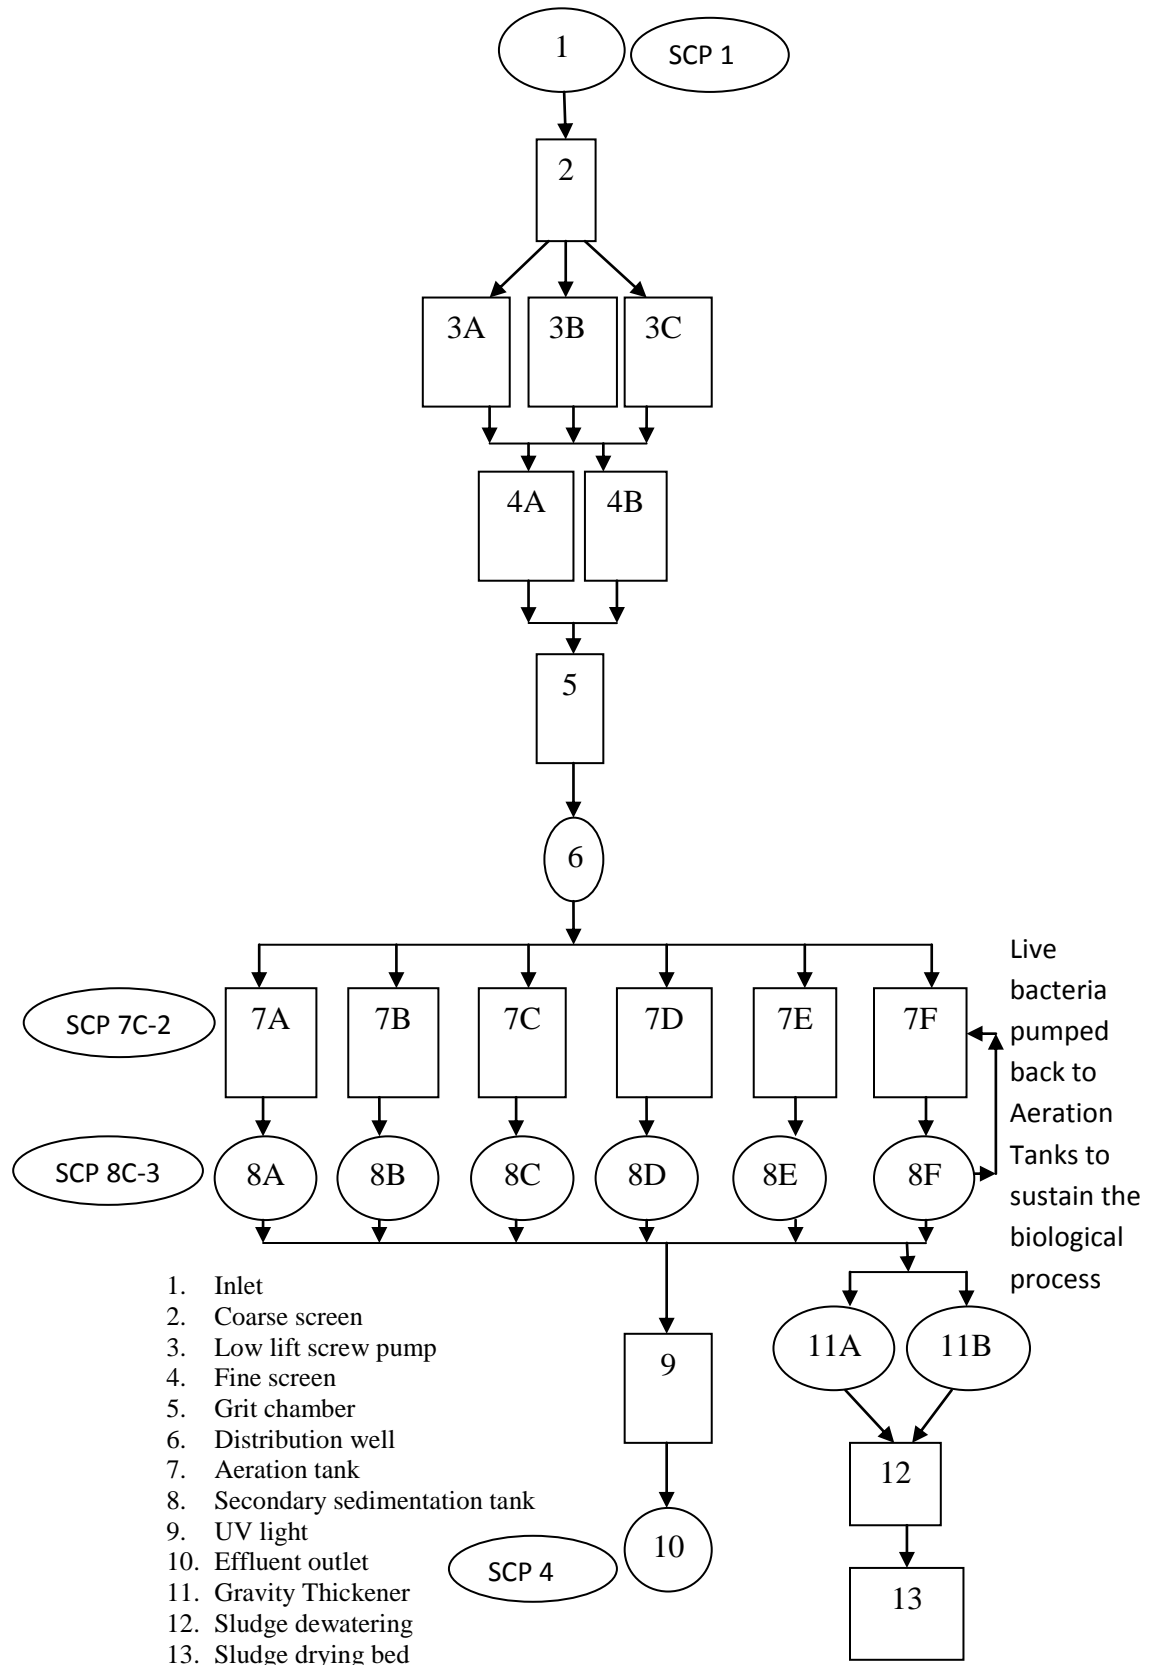 1
SCP 1
2
3A 3B 3C
4A 4B
5
6
Live
bacteria
pumped
back to
Aeration
Tanks to
sustain the
biological
process
SCP 7C-2
7A 7B 7C 7D 7E 7F
SCP 8C-3
8A 8B 8C 8D 8E 8F
9
11A 11B
12
10
SCP 4
13
1. Inlet
2. Coarse screen
3. Low lift screw pump
4. Fine screen
5. Grit chamber
6. Distribution well
7. Aeration tank
8. Secondary sedimentation tank
9. UV light
10. Effluent outlet
11. Gravity Thickener
12. Sludge dewatering
13. Sludge drying bed